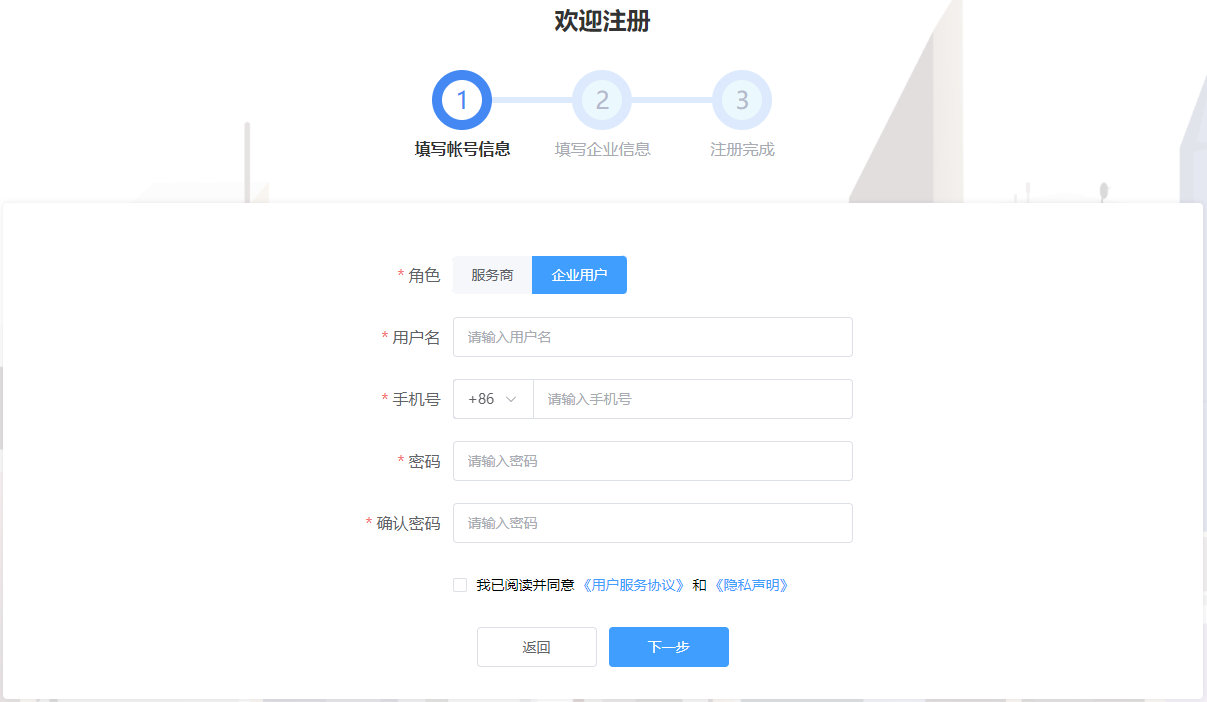 欢迎注册
1 2 3
填写帐号信息 填写企业信息 注册完成
* 角色 服务商 企业用户
* 用户名 请输入用户名
* 手机号 +86 请输入手机号
* 密码 请输入密码
* 确认密码 请输入密码
我已阅读并同意《用户服务协议》和《隐私声明》
返回 下一步